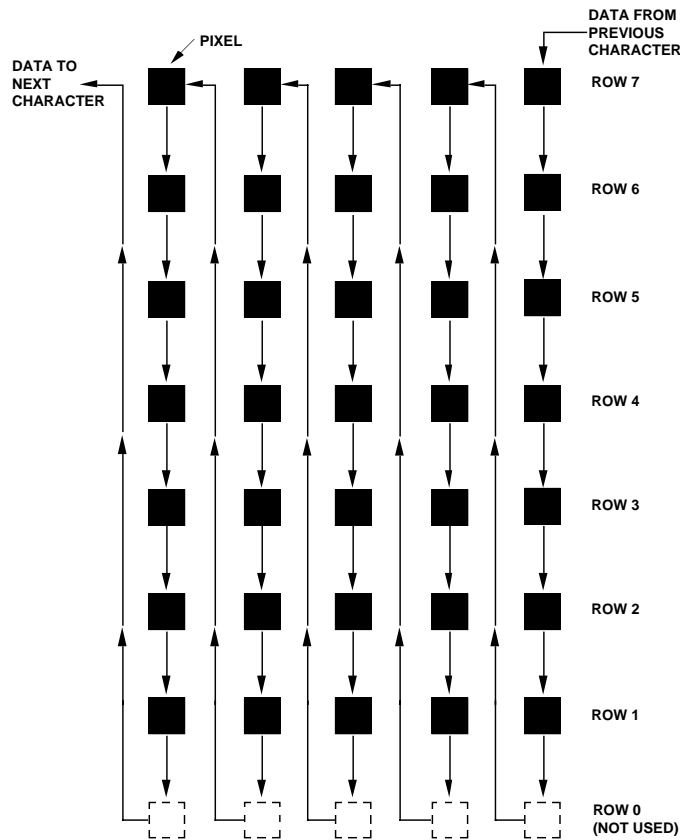 DATA FROM
PREVIOUS
CHARACTER
PIXEL
DATA TO
NEXT
CHARACTER
ROW 7
ROW 6
ROW 5
ROW 4
ROW 3
ROW 2
ROW 1
ROW 0
(NOT USED)